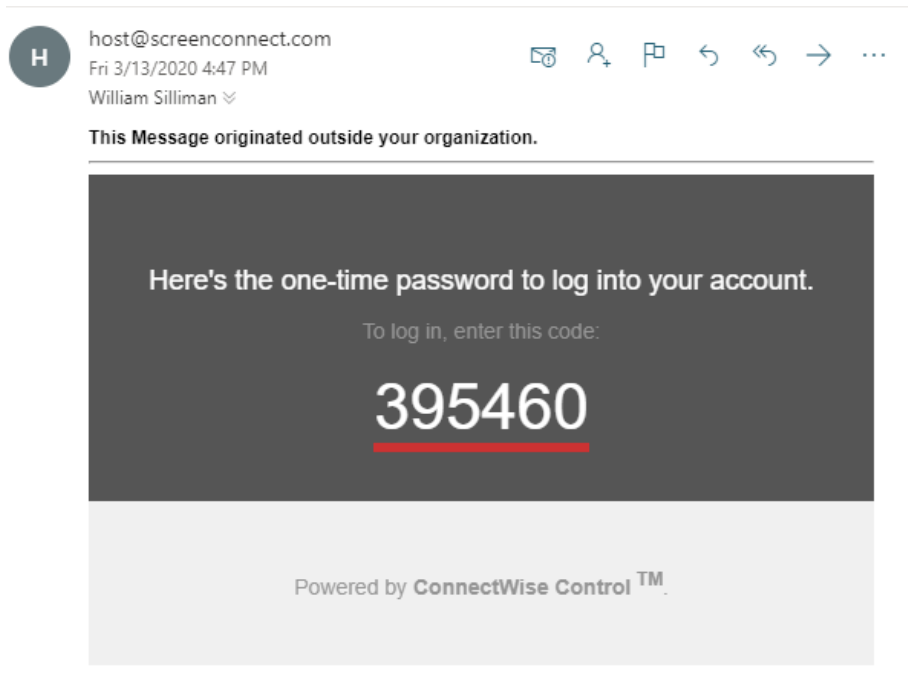 H
host@screenconnect.com
Fri 3/13/2020 4:47 PM
William Silliman
This Message originated outside your organization.
Here's the one-time password to log into your account.
To log in, enter this code:
395460
Powered by ConnectWise Control TM.